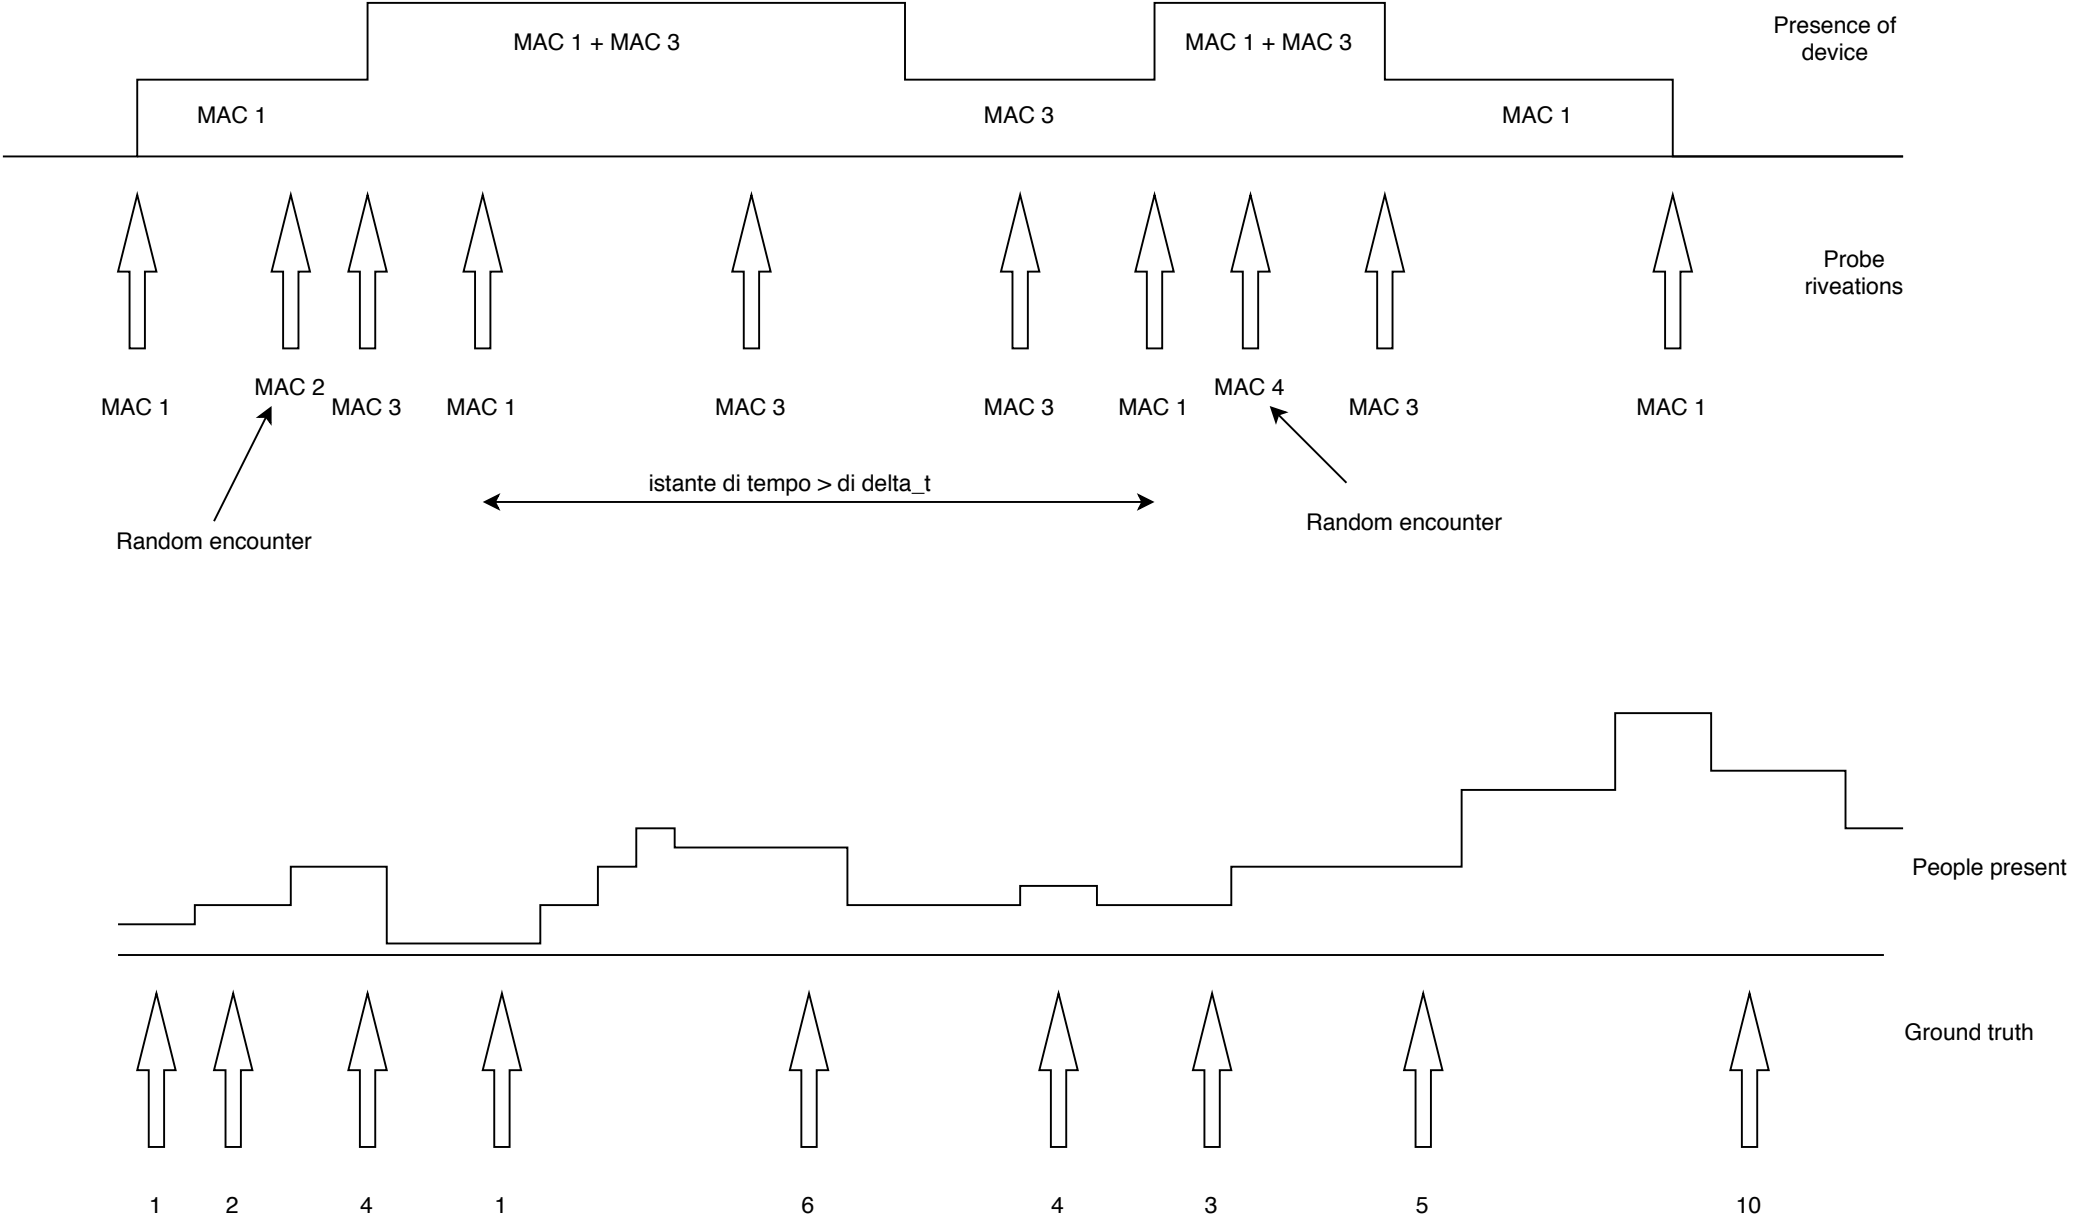 Presence of
device
MAC 1 + MAC 3
MAC 1 + MAC 3
MAC 1
MAC 3
MAC 1
Probe
riveations
MAC 1
MAC 2
MAC 3
MAC 1
MAC 3
MAC 3
MAC 1
MAC 4
MAC 3
MAC 1
istante di tempo > di delta_t
Random encounter
Random encounter
People present
Ground truth
1
2
4
1
6
4
3
5
10